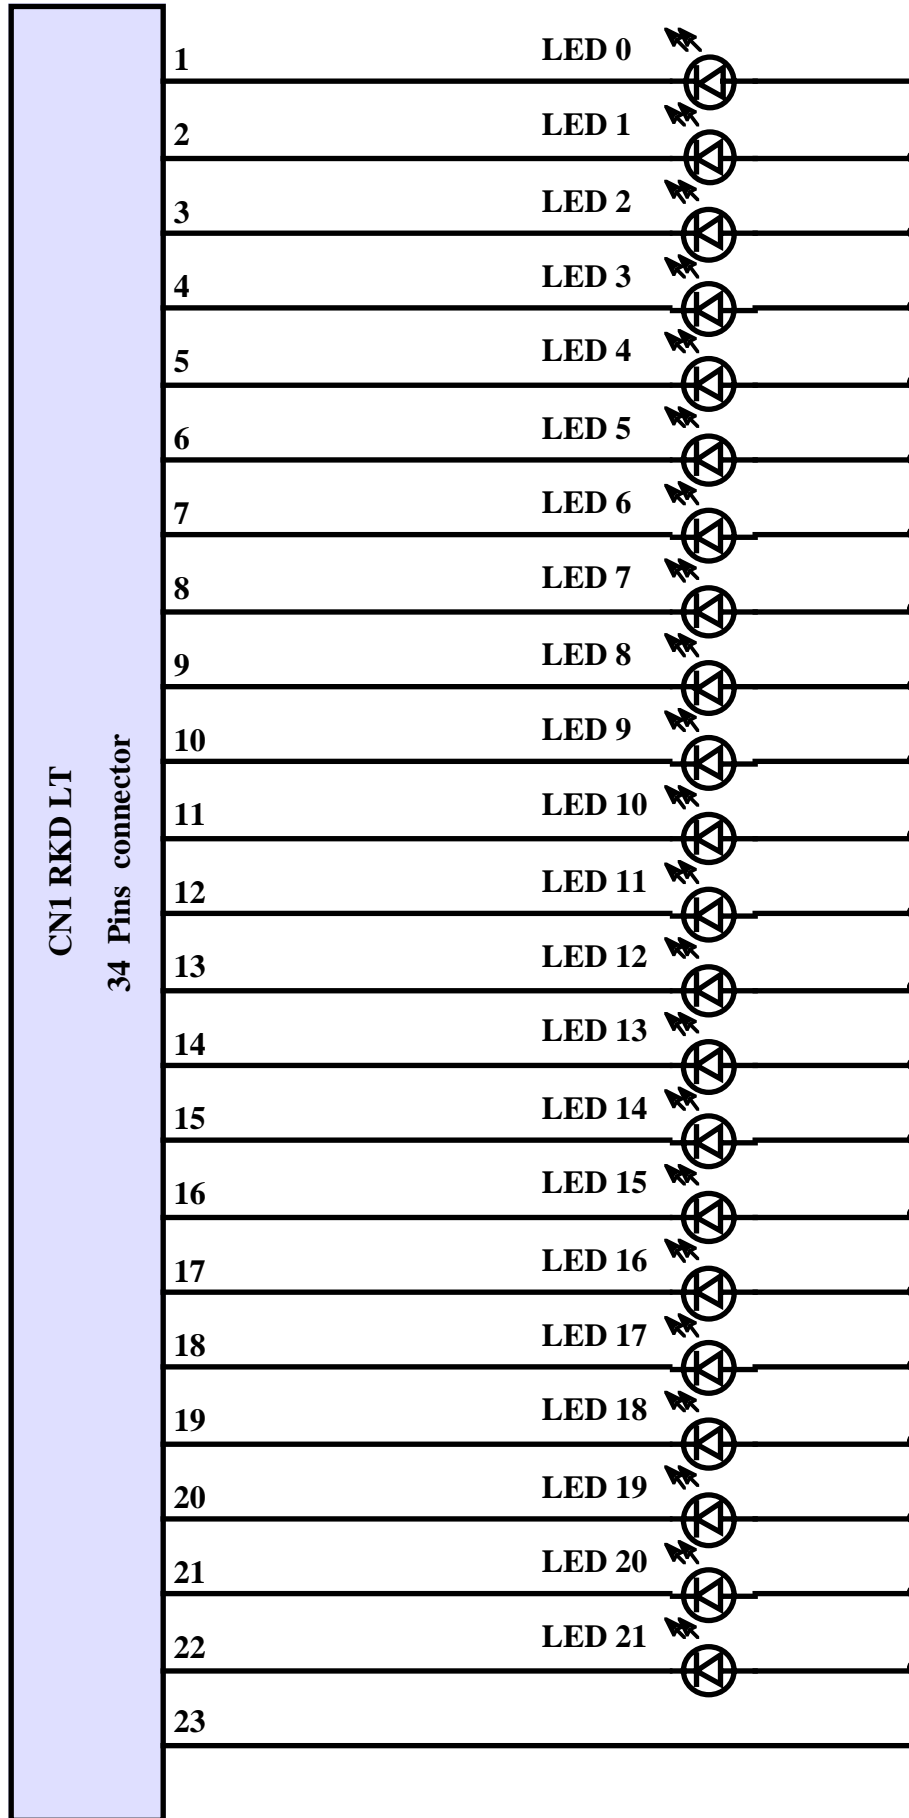 1
LED 0
2
LED 1
3
LED 2
4
LED 3
5
LED 4
6
LED 5
7
LED 6
8
LED 7
9
LED 8
10
LED 9
11
LED 10
12
LED 11
13
LED 12
14
LED 13
15
LED 14
16
LED 15
17
LED 16
18
LED 17
19
LED 18
20
LED 19
21
LED 20
22
LED 21
23
CN1 RKD LT
34 Pins connector